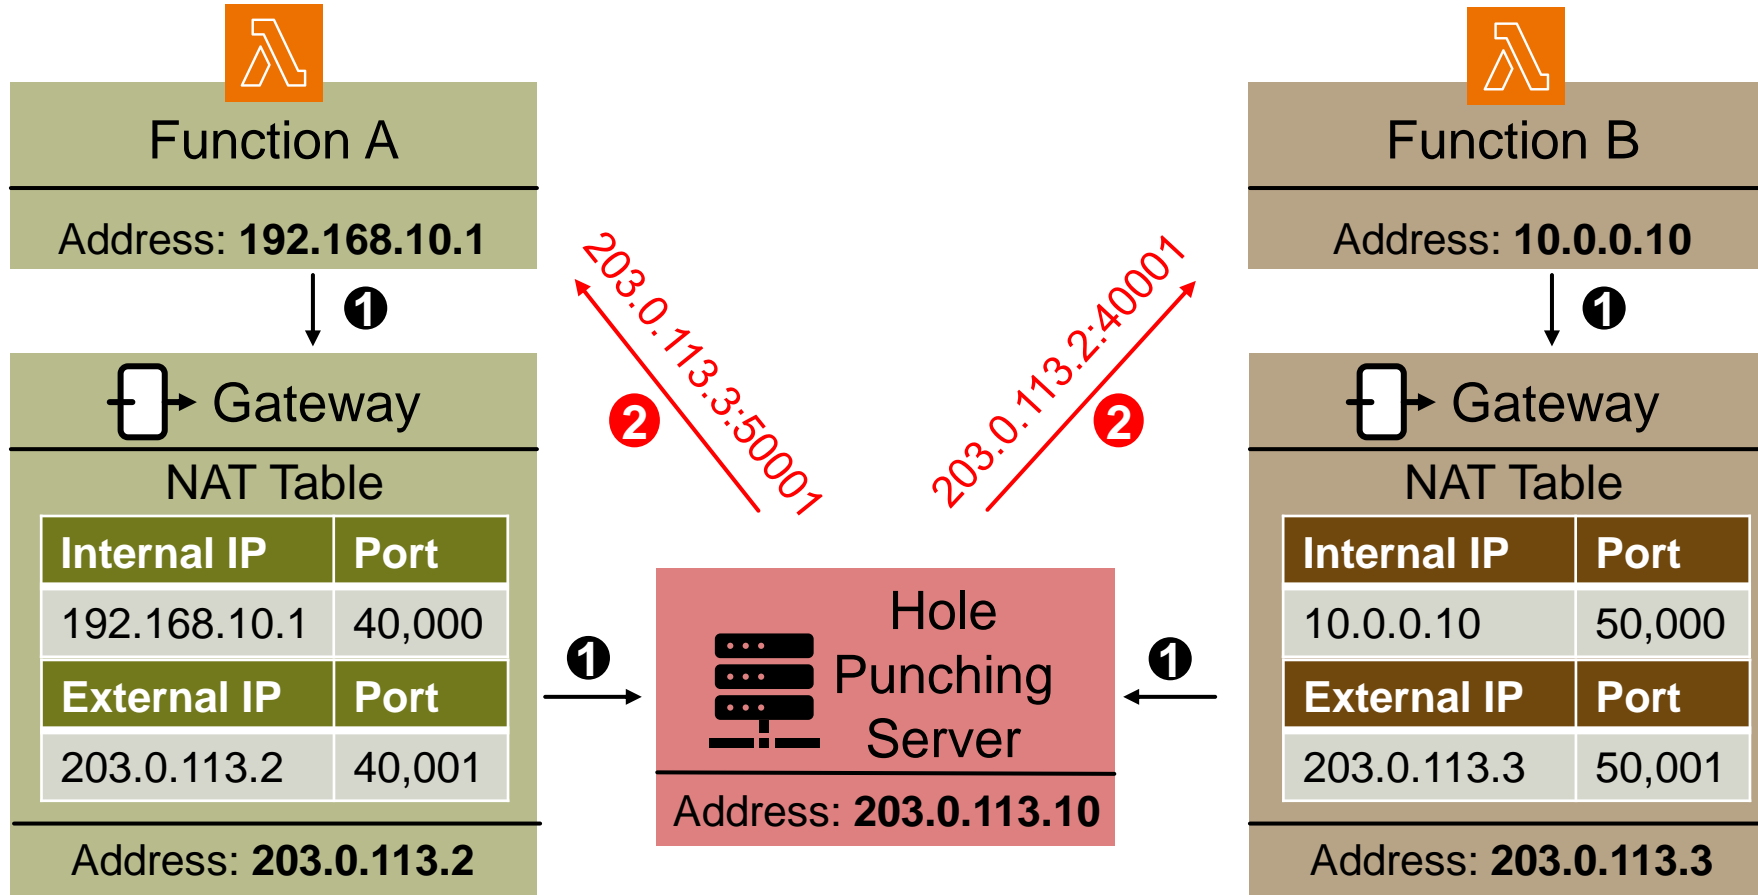 Function A
Address: 192.168.10.1
1
Gateway
NAT Table
Internal IP Port
192.168.10.1 40,000
External IP Port
203.0.113.2 40,001
Address: 203.0.113.2
1
203.0.113.3:50001
2
Hole
Punching
Server
Address: 203.0.113.10
203.0.113.2:40001
2
1
Function B
Address: 10.0.0.10
1
Gateway
NAT Table
Internal IP Port
10.0.0.10 50,000
External IP Port
203.0.113.3 50,001
Address: 203.0.113.3